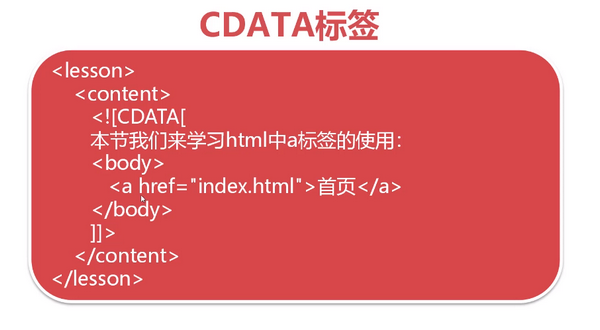 CDATA标签
<lesson>
<content>
<![CDATA[
本节我们来学习html中a标签的使用：
<body>
<a href="index.html">首页</a>
</body>
]]>
</content>
</lesson>